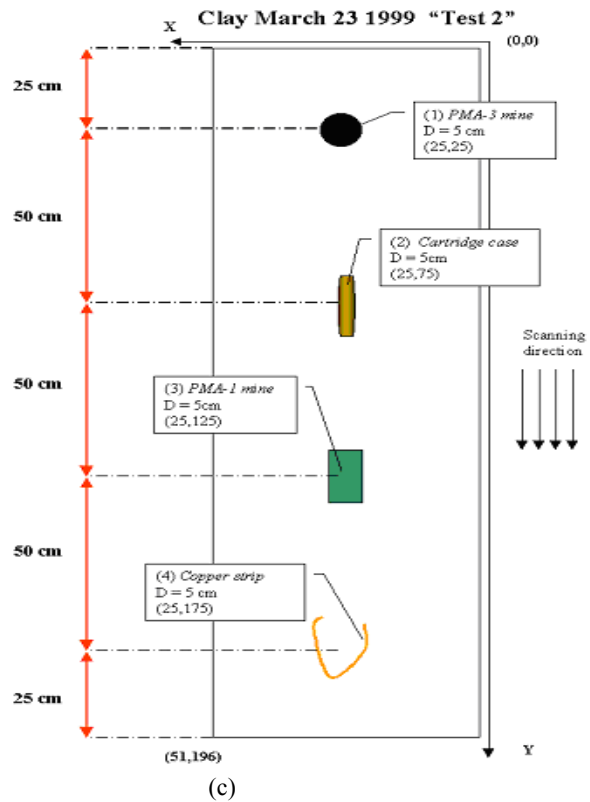 Clay March 23 1999 “Test 2”
X
(0,0)
25 cm
(1) PMA-3 mine
D = 5 cm
(25,25)
50 cm
(2) Cartridge case
D = 5cm
(25,75)
Scanning
direction
50 cm
(3) PMA-1 mine
D = 5cm
(25,125)
50 cm
(4) Copper strip
D = 5 cm
(25,175)
25 cm
(51,196)
Y
(c)